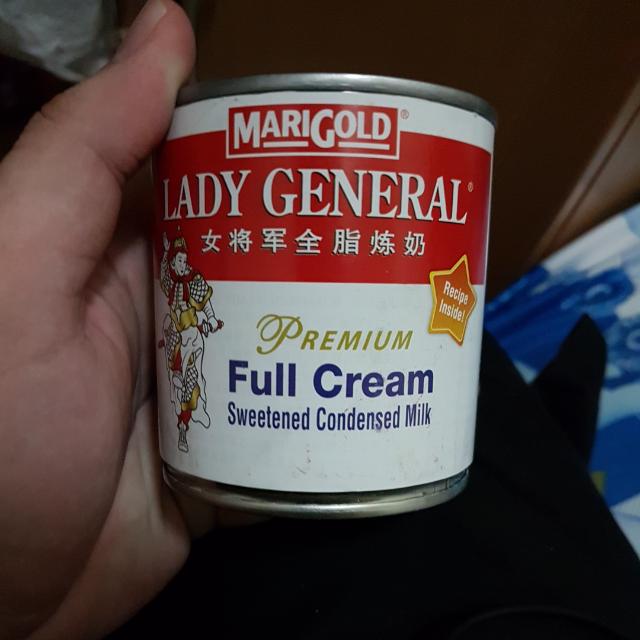 MARIGOLD®
LADY GENERAL®
女将军全脂炼奶
Recipe
Inside!
PREMIUM
Full Cream
Sweetened Condensed Milk